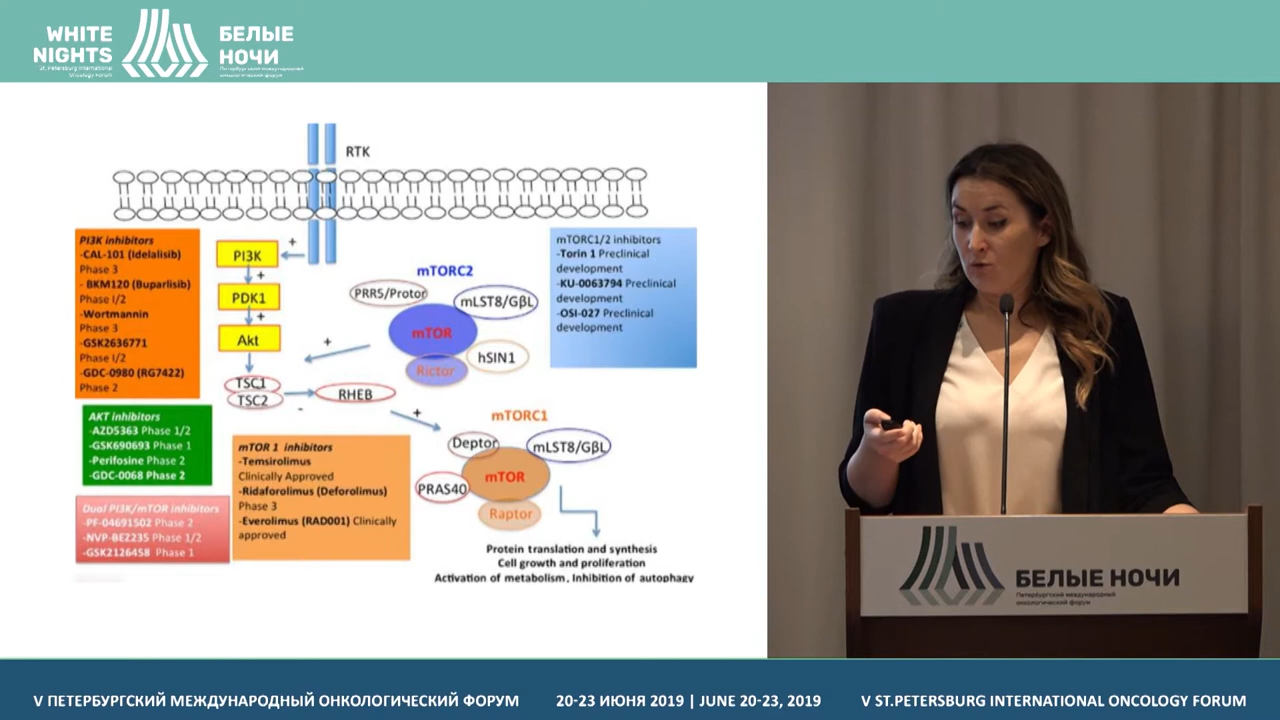 WHITE
NIGHTS
St. Petersburg International
Oncology Forum
БЕЛЫЕ
НОЧИ
Петербургский международный
онкологический форум
RTK
PI3K inhibitors
-CAL-101 (Idelalisib)
Phase 3
- BKM120 (Buparlisib)
Phase I/2
-Wortmannin
Phase 3
-GSK2636771
Phase I/2
-GDC-0980 (RG7422)
Phase 2
PI3K
+
+
PDK1
+
Akt
TSC1
TSC2
-
RHEB
+
+
mTORC2
PRR5/Protor
mLST8/GβL
mTOR
Rictor
hSIN1
mTORC1/2 inhibitors
-Torin 1 Preclinical
development
-KU-0063794 Preclinical
development
-OSI-027 Preclinical
development
AKT inhibitors
-AZD5363 Phase 1/2
-GSK690693 Phase 1
-Perifosine Phase 2
-GDC-0068 Phase 2
Dual PI3K/mTOR inhibitors
-PF-04691502 Phase 2
-NVP-BEZ235 Phase 1/2
-GSK2126458 Phase 1
mTOR 1 inhibitors
-Temsirolimus
Clinically Approved
-Ridaforolimus (Deforolimus)
Phase 3
-Everolimus (RAD001) Clinically
approved
mTORC1
Deptor
mLST8/GβL
mTOR
PRAS40
Raptor
Protein translation and synthesis
Cell growth and proliferation
Activation of metabolism, Inhibition of autophagy
БЕЛЫЕ НОЧИ
Петербургский международный
онкологический форум
V ПЕТЕРБУРГСКИЙ МЕЖДУНАРОДНЫЙ ОНКОЛОГИЧЕСКИЙ ФОРУМ
20-23 ИЮНЯ 2019 | JUNE 20-23, 2019
V ST.PETERSBURG INTERNATIONAL ONCOLOGY FORUM